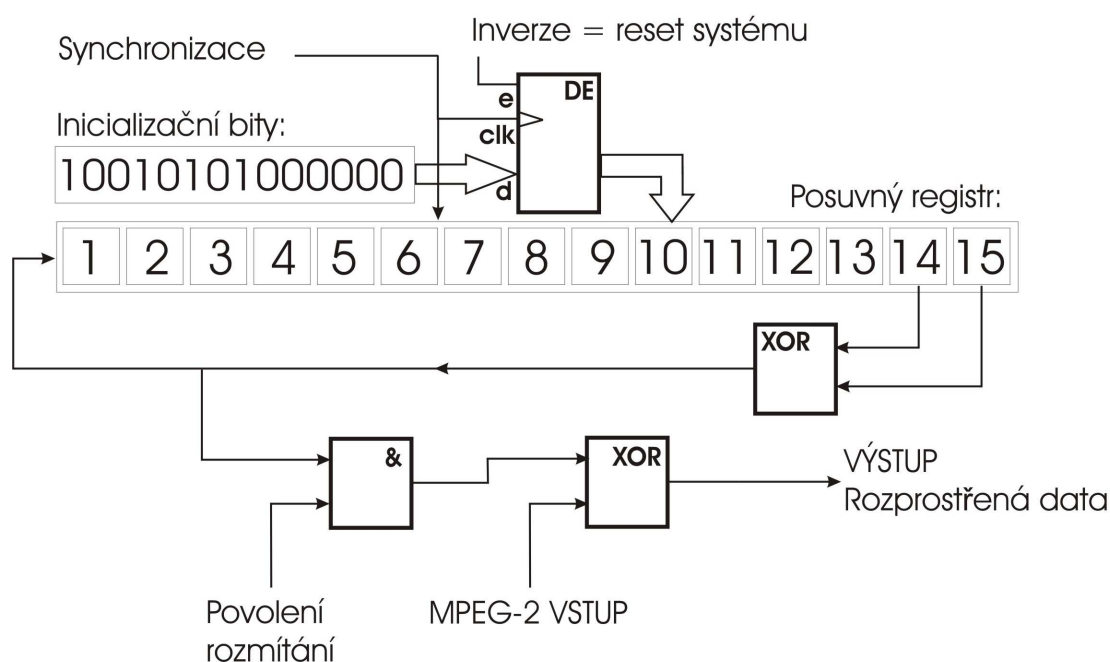 Inverze = reset systému
Synchronizace
DE
e
clk
d
Inicializační bity:
10010101000000
Posuvný registr:
1 2 3 4 5 6 7 8 9 10 11 12 13 14 15
XOR
&
XOR
VÝSTUP
Rozprostřená data
Povolení
rozmítání
MPEG-2 VSTUP